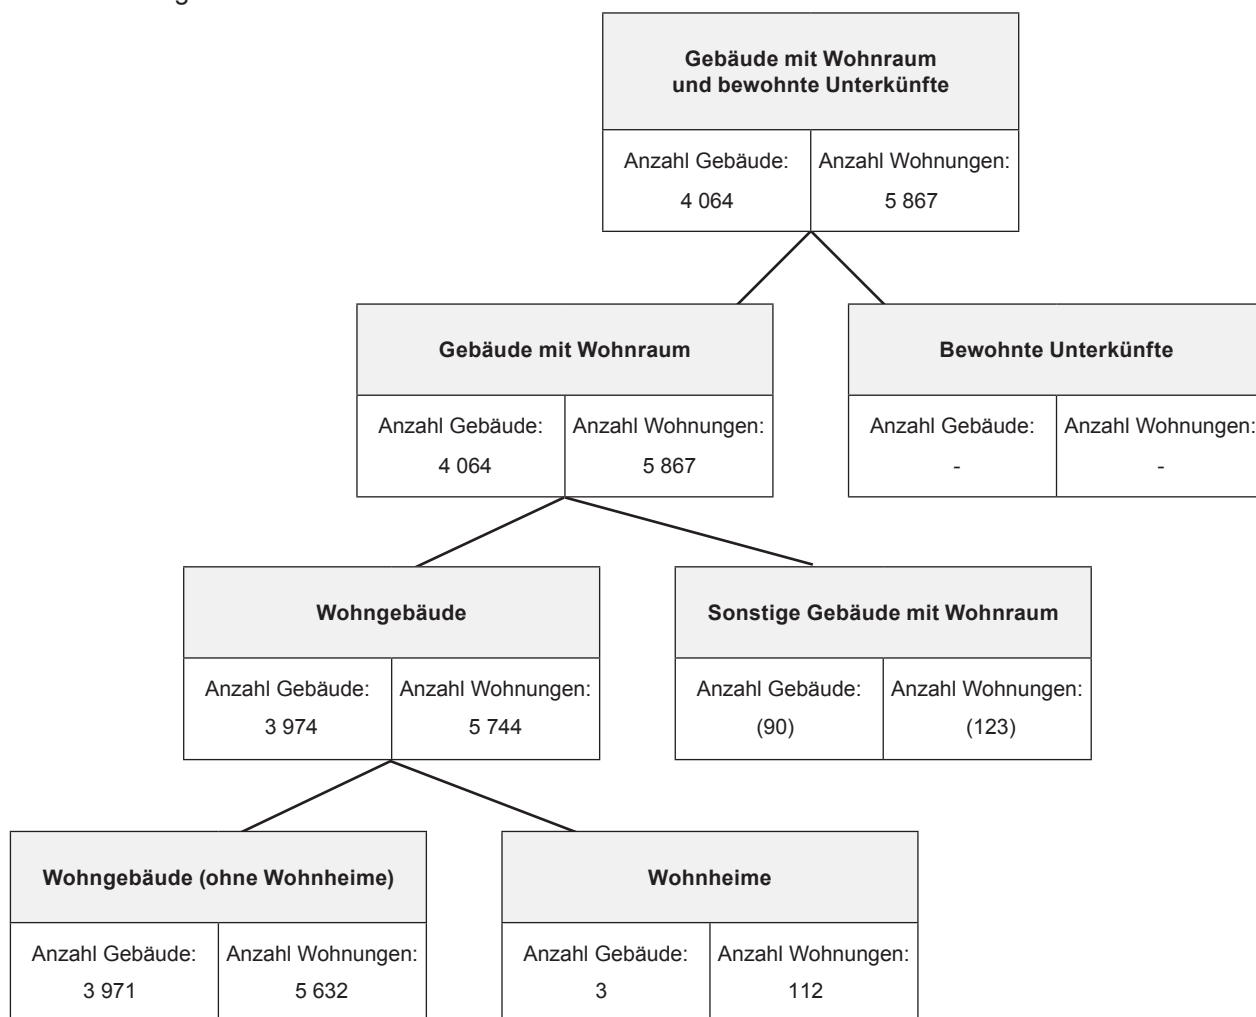 Gebäude mit Wohnraum
und bewohnte Unterkünfte
Anzahl Gebäude: Anzahl Wohnungen:
4 064 5 867
Gebäude mit Wohnraum
Anzahl Gebäude: Anzahl Wohnungen:
4 064 5 867
Bewohnte Unterkünfte
Anzahl Gebäude: Anzahl Wohnungen:
- -
Wohngebäude
Anzahl Gebäude: Anzahl Wohnungen:
3 974 5 744
Sonstige Gebäude mit Wohnraum
Anzahl Gebäude: Anzahl Wohnungen:
(90) (123)
Wohngebäude (ohne Wohnheime)
Anzahl Gebäude: Anzahl Wohnungen:
3 971 5 632
Wohnheime
Anzahl Gebäude: Anzahl Wohnungen:
3 112